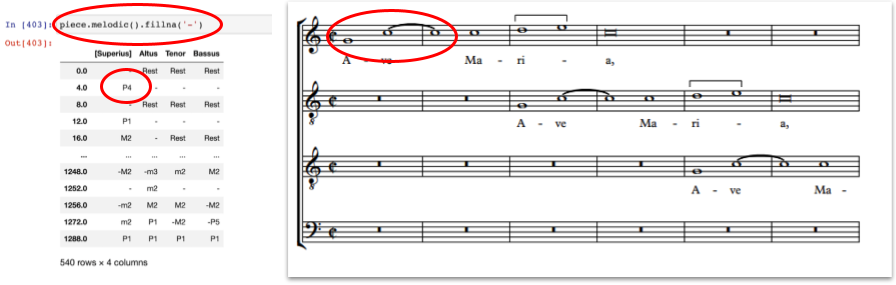 In [403]: piece.melodic().fillna('-')
Out[403]:
[Superius] Altus Tenor Bassus
0.0 Rest Rest Rest
4.0 P4 - - -
8.0 - Rest Rest Rest
12.0 P1 - - -
16.0 M2 - Rest Rest
... ... ... ... ...
1248.0 -M2 -m3 m2 M2
1252.0 - m2 - -
1256.0 -m2 M2 M2 -M2
1272.0 m2 P1 -M2 -P5
1288.0 P1 P1 P1 P1
540 rows × 4 columns
A - ve Ma - ri - a,
8
A - ve Ma - ri - a,
8
A - ve Ma -